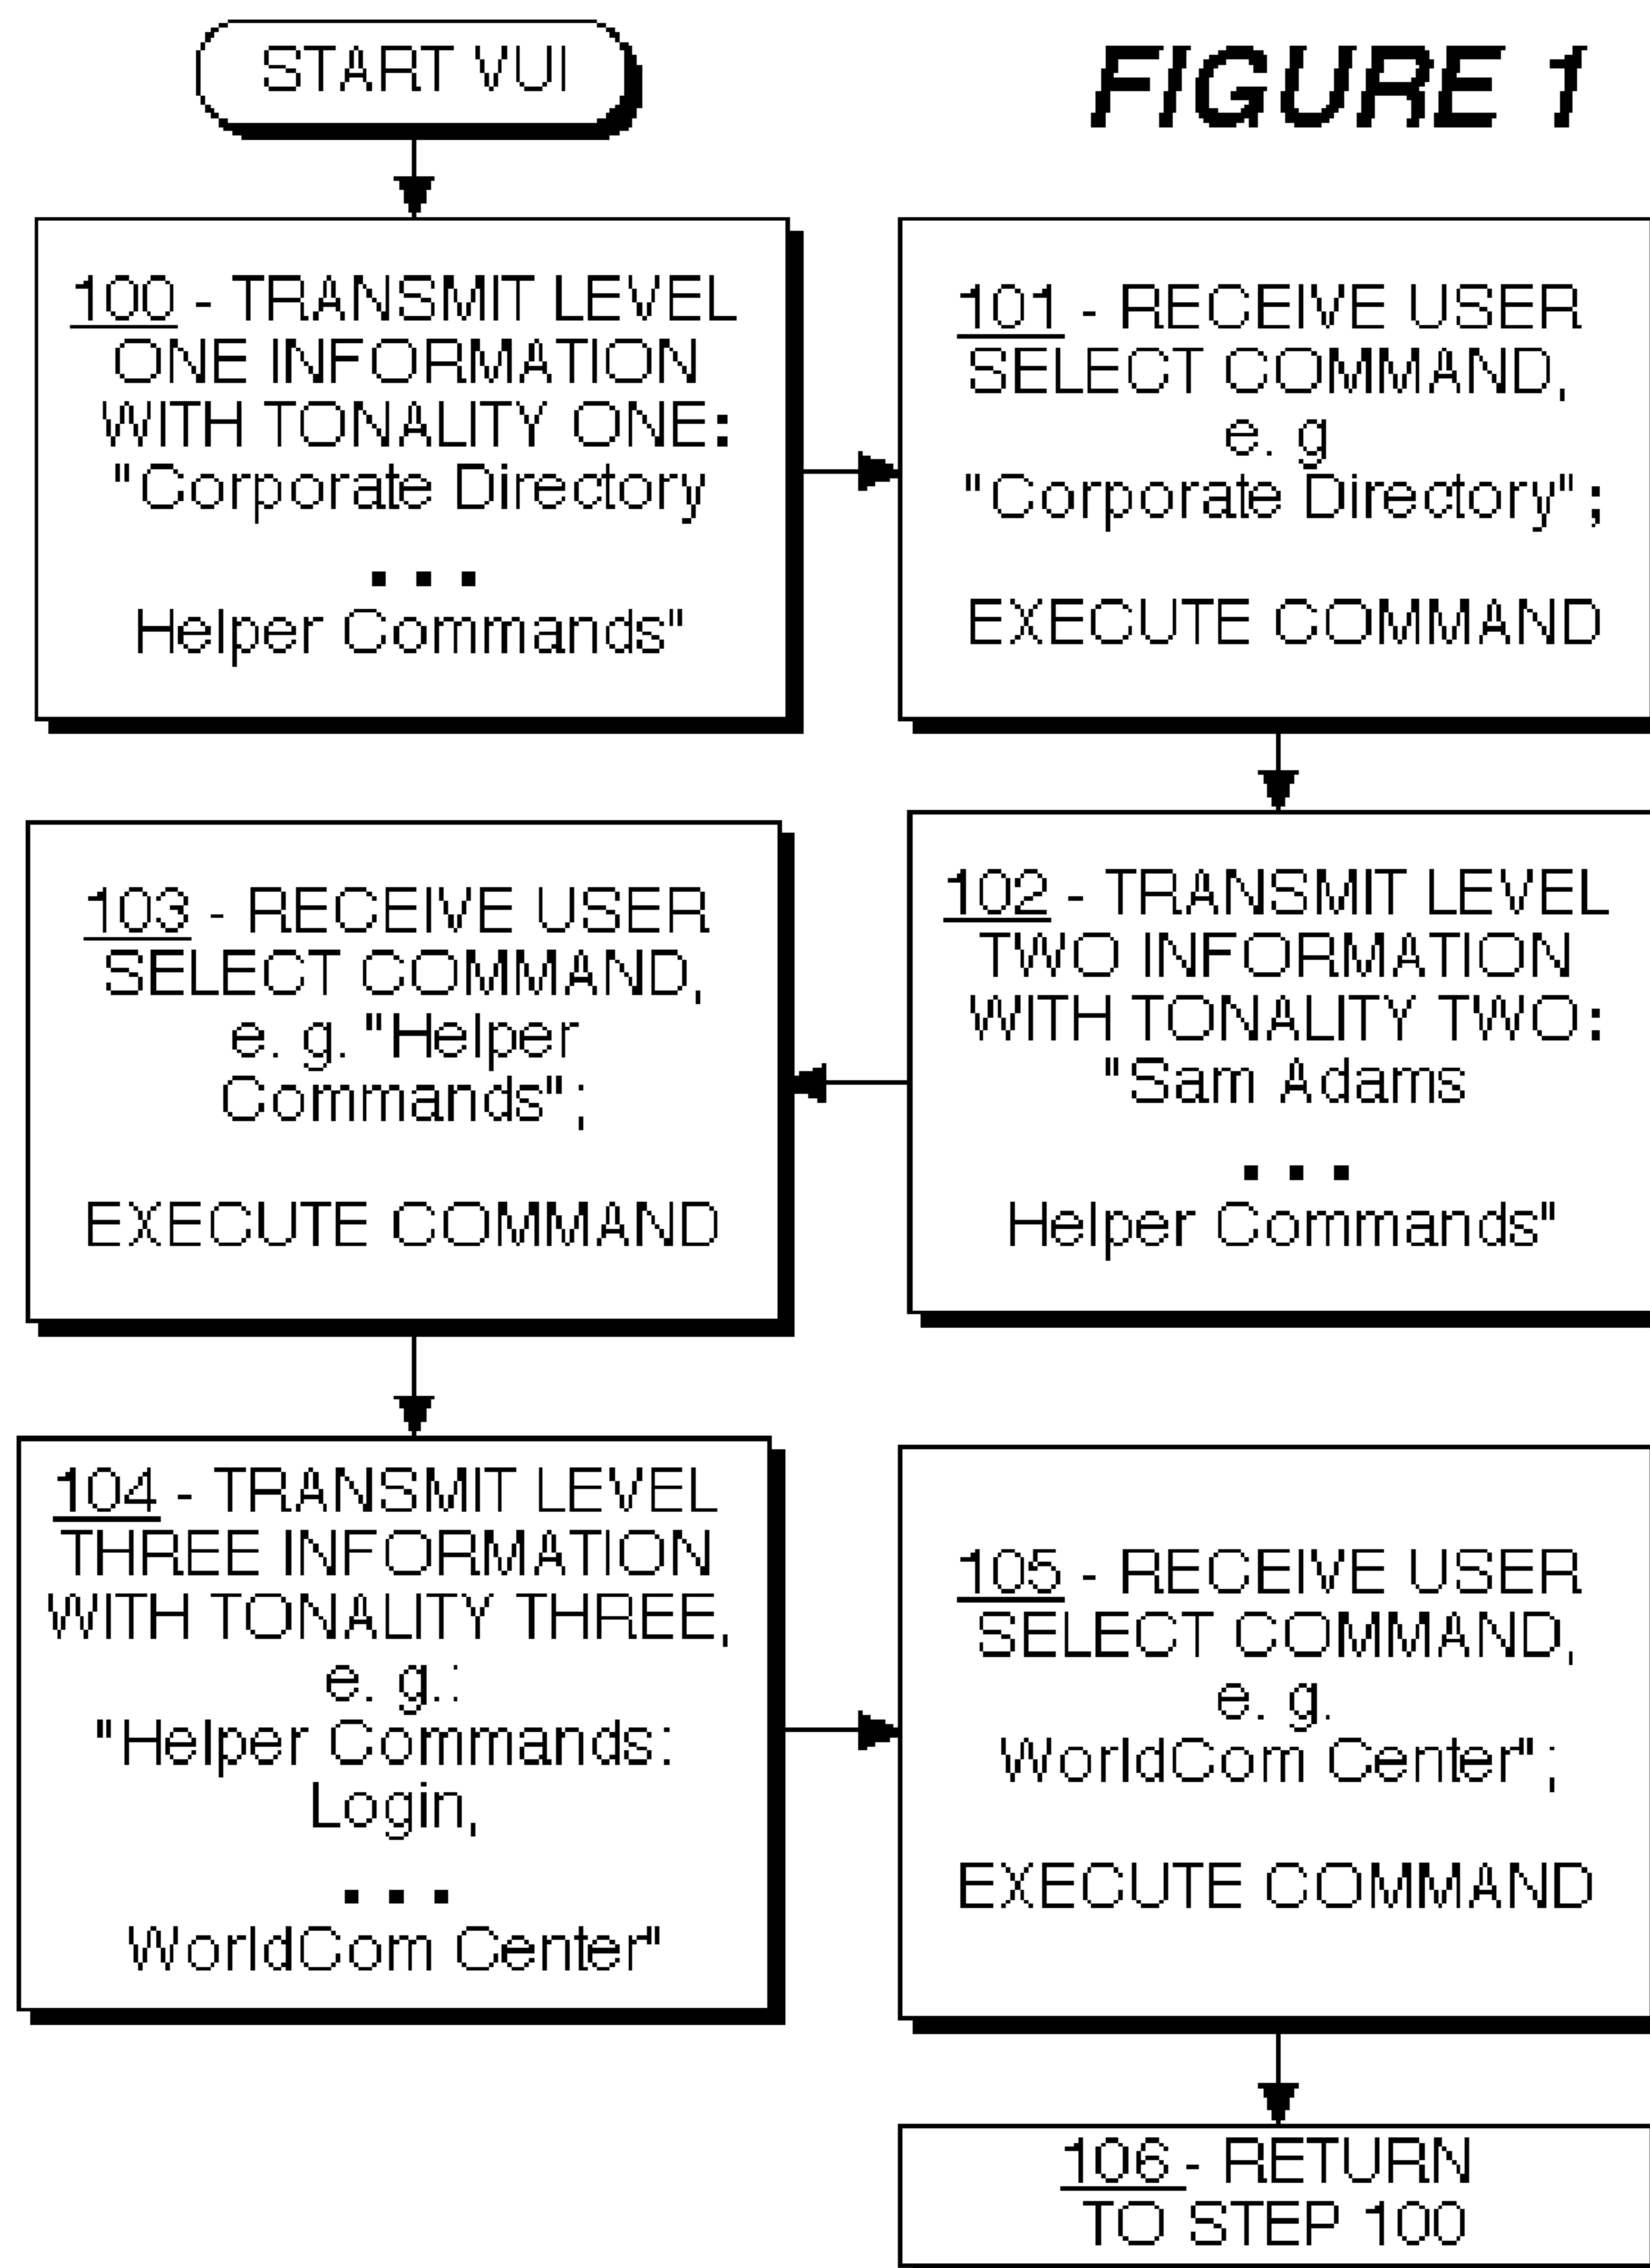 START VUI
FIGURE 1
100 - TRANSMIT LEVEL
ONE INFORMATION
WITH TONALITY ONE:
"Corporate Directory
...
Helper Commands"
101 - RECEIVE USER
SELECT COMMAND,
e. g
"Corporate Directory";
EXECUTE COMMAND
102 - TRANSMIT LEVEL
TWO INFORMATION
WITH TONALITY TWO:
"Sam Adams
...
Helper Commands"
103 - RECEIVE USER
SELECT COMMAND,
e. g. "Helper
Commands";
EXECUTE COMMAND
104 - TRANSMIT LEVEL
THREE INFORMATION
WITH TONALITY THREE,
e. g.:
"Helper Commands:
Login,
...
WorldCom Center"
105 - RECEIVE USER
SELECT COMMAND,
e. g.
WorldCom Center";
EXECUTE COMMAND
106 - RETURN
TO STEP 100